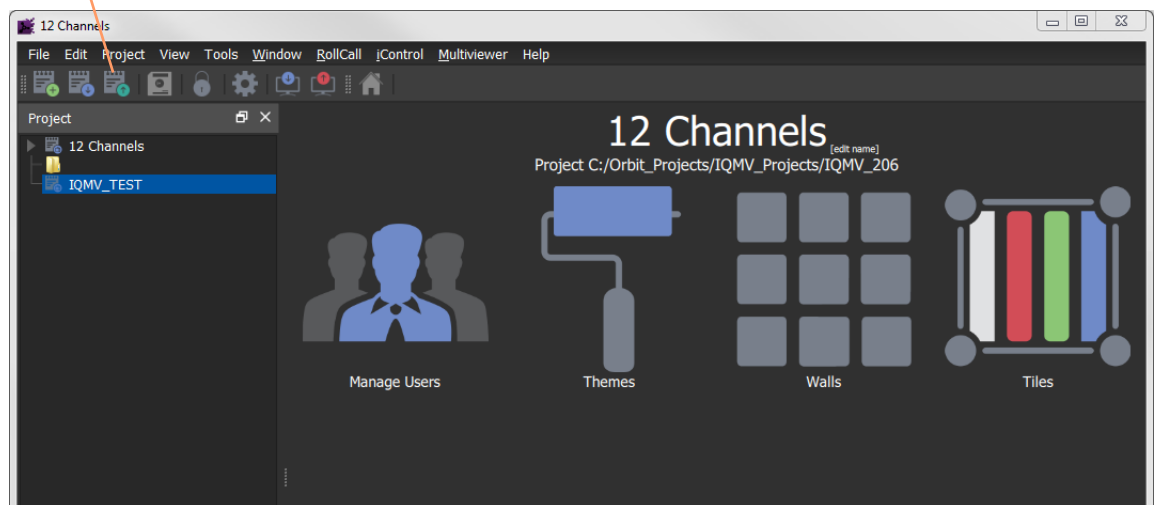 12 Channels
File Edit Project View Tools Window RollCall iControl Multiviewer Help
Project
12 Channels
IQMV_TEST
12 Channels [edit name]
Project C:/Orbit_Projects/IQMV_Projects/IQMV_206
Manage Users Themes Walls Tiles